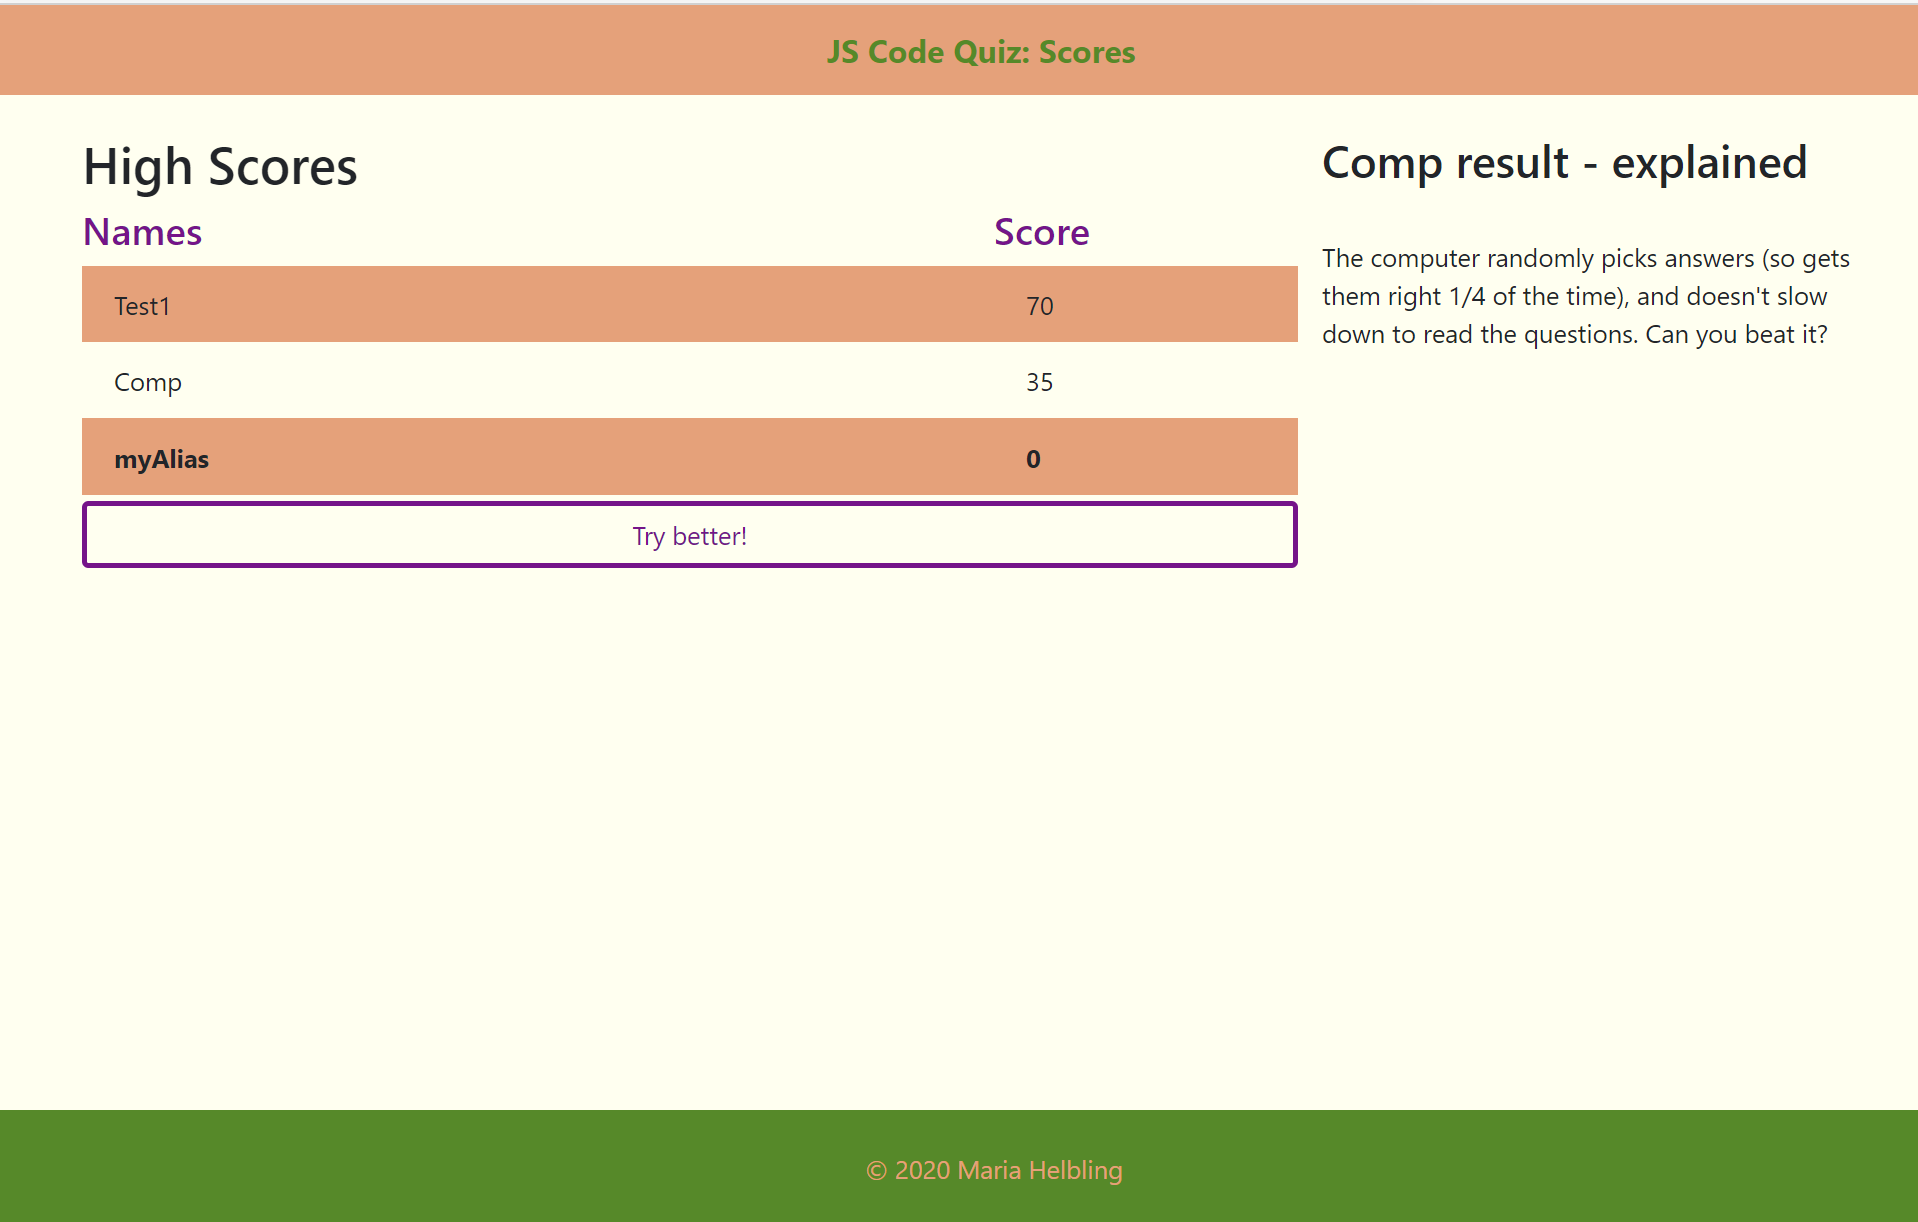 JS Code Quiz: Scores
High Scores
Names Score
Test1 70
Comp 35
myAlias 0
Try better!
Comp result - explained
The computer randomly picks answers (so gets
them right 1/4 of the time), and doesn't slow
down to read the questions. Can you beat it?
© 2020 Maria Helbling